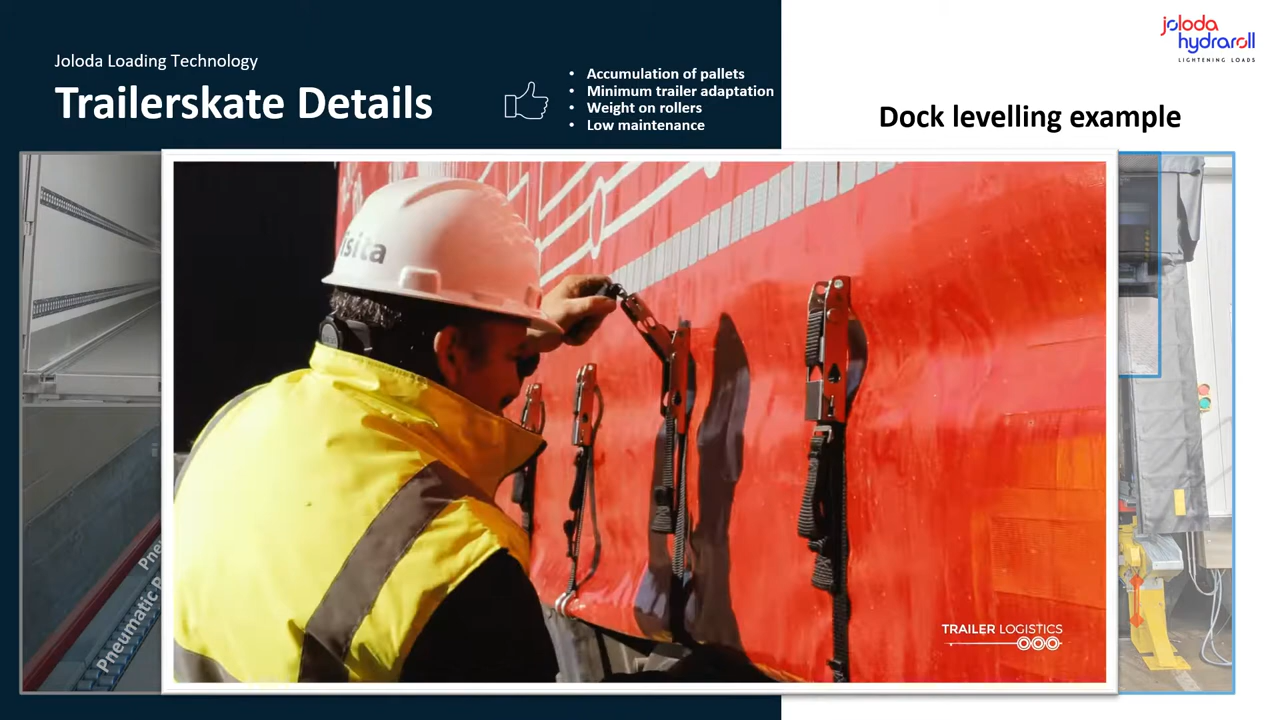 joloda
hydraroll
LIGHTENING LOADS
Joloda Loading Technology
Trailerskate Details
• Accumulation of pallets
• Minimum trailer adaptation
• Weight on rollers
• Low maintenance
Dock levelling example
TRAILER LOGISTICS
Pneumatic